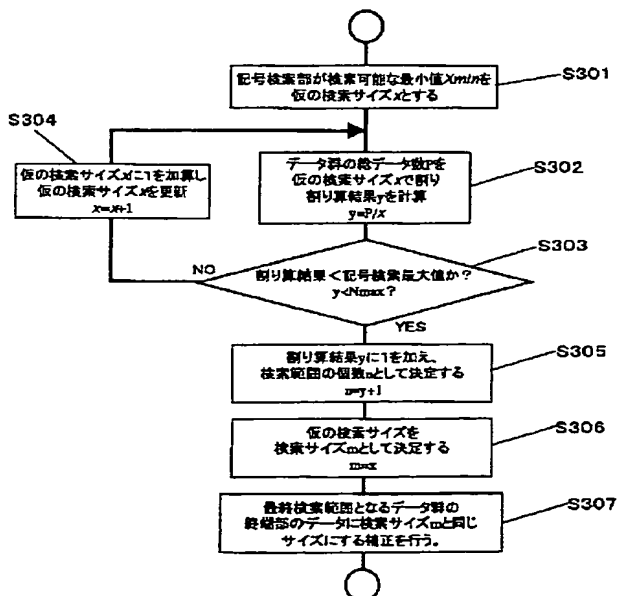 記号検索部が検索可能な最小値Xminを
仮の検索サイズxとする
S301
S304
仮の検索サイズxに1を加算し
仮の検索サイズxを更新
x=x+1
データ群の総データ数Pを
仮の検索サイズxで割り
割り算結果yを計算
y=P/x
S302
S303
NO
割り算結果<記号検索最大値か?
y<Nmax?
YES
割り算結果yに1を加え、
検索範囲の個数nとして決定する
n=y+1
S305
仮の検索サイズを
検索サイズmとして決定する
m=x
S306
最終検索範囲となるデータ群の
終端部のデータに検索サイズmと同じ
サイズにする補正を行う。
S307